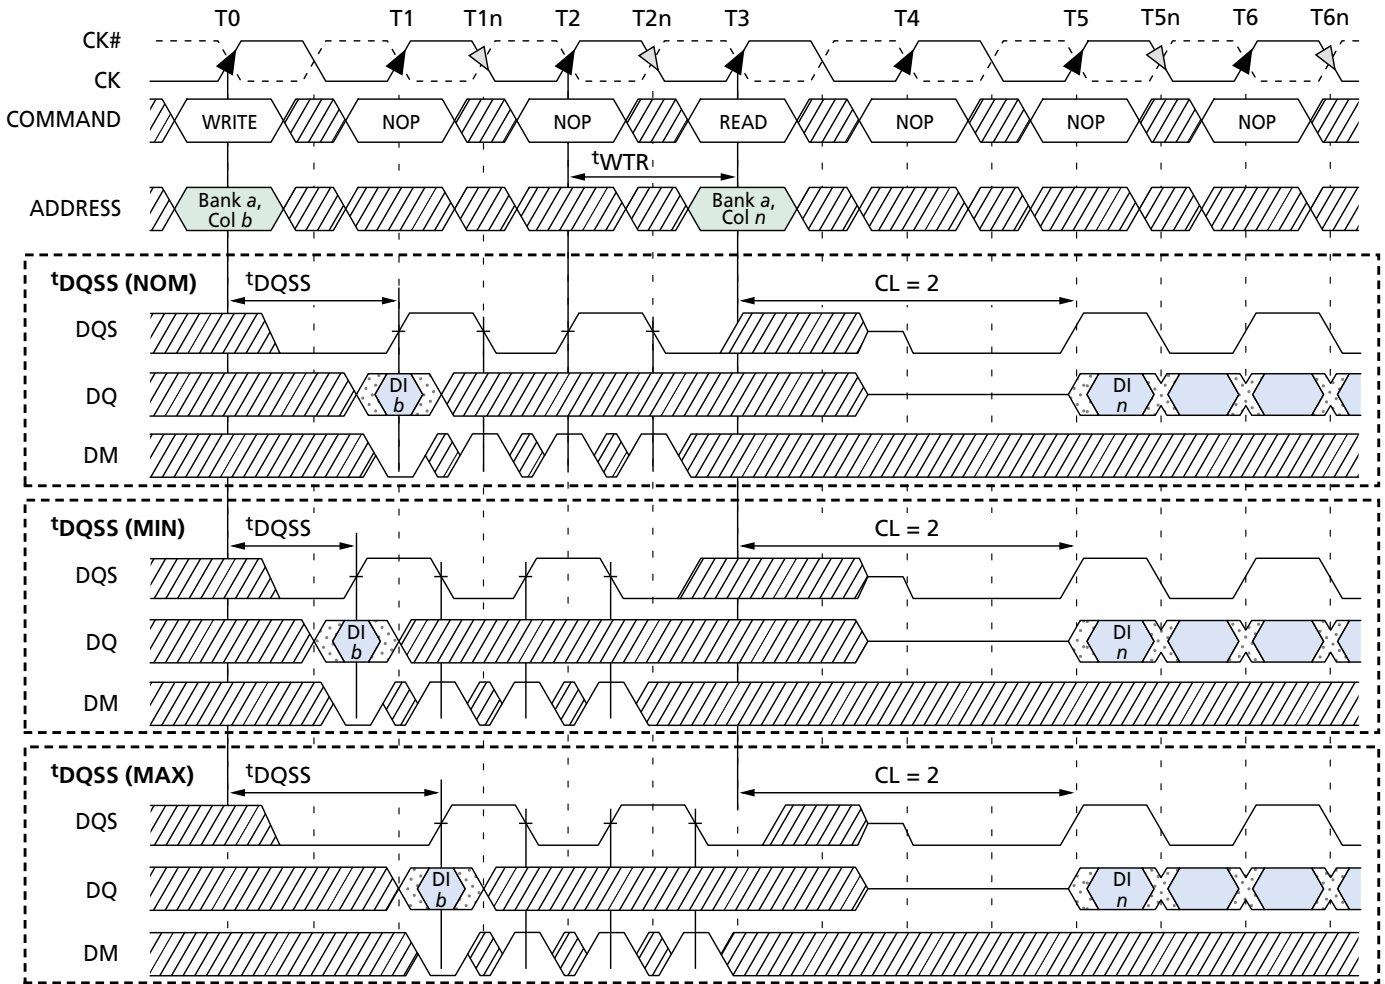 T0 T1 T1n T2 T2n T3 T4 T5 T5n T6 T6n
CK#
CK
COMMAND WRITE NOP NOP READ NOP NOP NOP
tWTR
ADDRESS Bank a, Col b Bank a, Col n
tDQSS (NOM) tDQSS CL = 2
DQS
DQ DI b DI n
DM
tDQSS (MIN) tDQSS CL = 2
DQS
DQ DI b DI n
DM
tDQSS (MAX) tDQSS CL = 2
DQS
DQ DI b DI n
DM